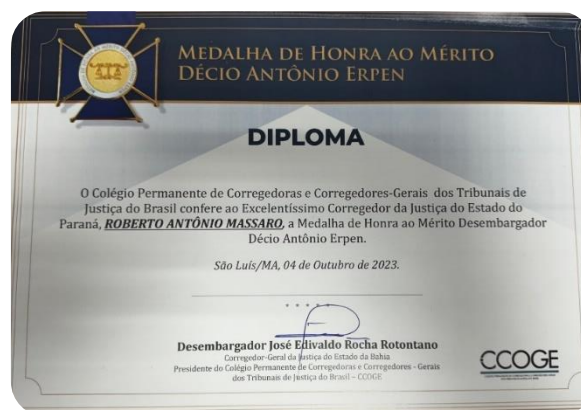 MEDALHA DE HONRA AO MÉRITO
DÉCIO ANTÔNIO ERPEN
DIPLOMA
O Colégio Permanente de Corregedoras e Corregedores-Gerais dos Tribunais de
Justiça do Brasil confere ao Excelentíssimo Corregedor da Justiça do Estado do
Paraná, ROBERTO ANTÔNIO MASSARO, a Medalha de Honra ao Mérito Desembargador
Décio Antônio Erpen.
São Luís/MA, 04 de Outubro de 2023.
Desembargador José Edivaldo Rocha Rotontano
Corregedor-Geral da Justiça do Estado da Bahia
Presidente do Colégio Permanente de Corregedoras e Corregedores - Gerais
dos Tribunais de Justiça do Brasil – CCOGE
CCOGE